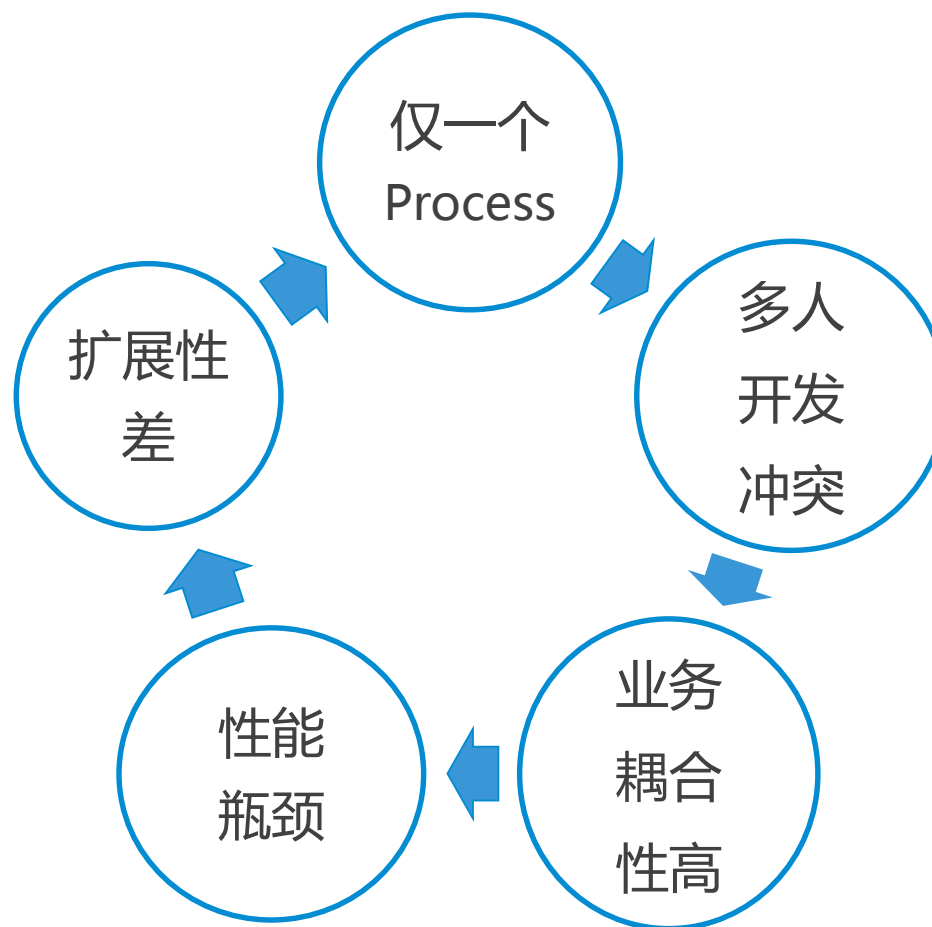 仅一个
Process
多人
开发
冲突
业务
耦合
性高
性能
瓶颈
扩展性
差